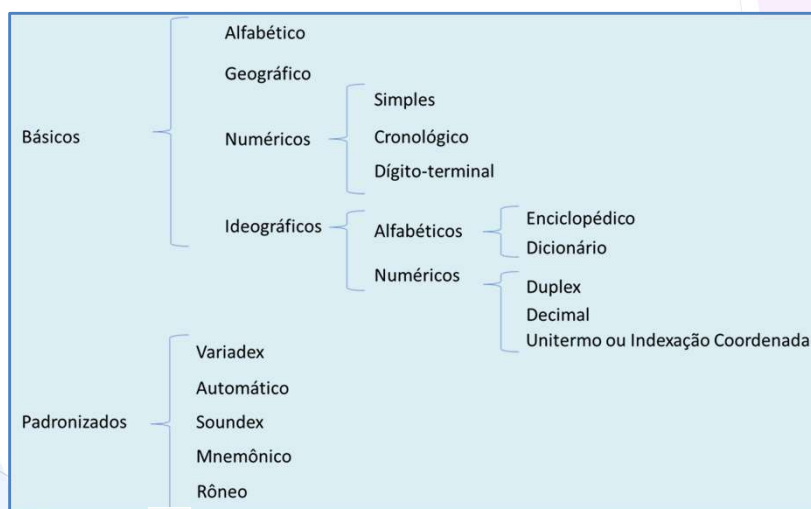 Alfabético
Geográfico
Simples
Básicos
Numéricos
Cronológico
Dígito-terminal
Ideográficos
Alfabéticos
Enciclopédico
Dicionário
Numéricos
Duplex
Decimal
Unitermo ou Indexação Coordenada
Variadex
Automático
Padronizados
Soundex
Mnemônico
Rôneo